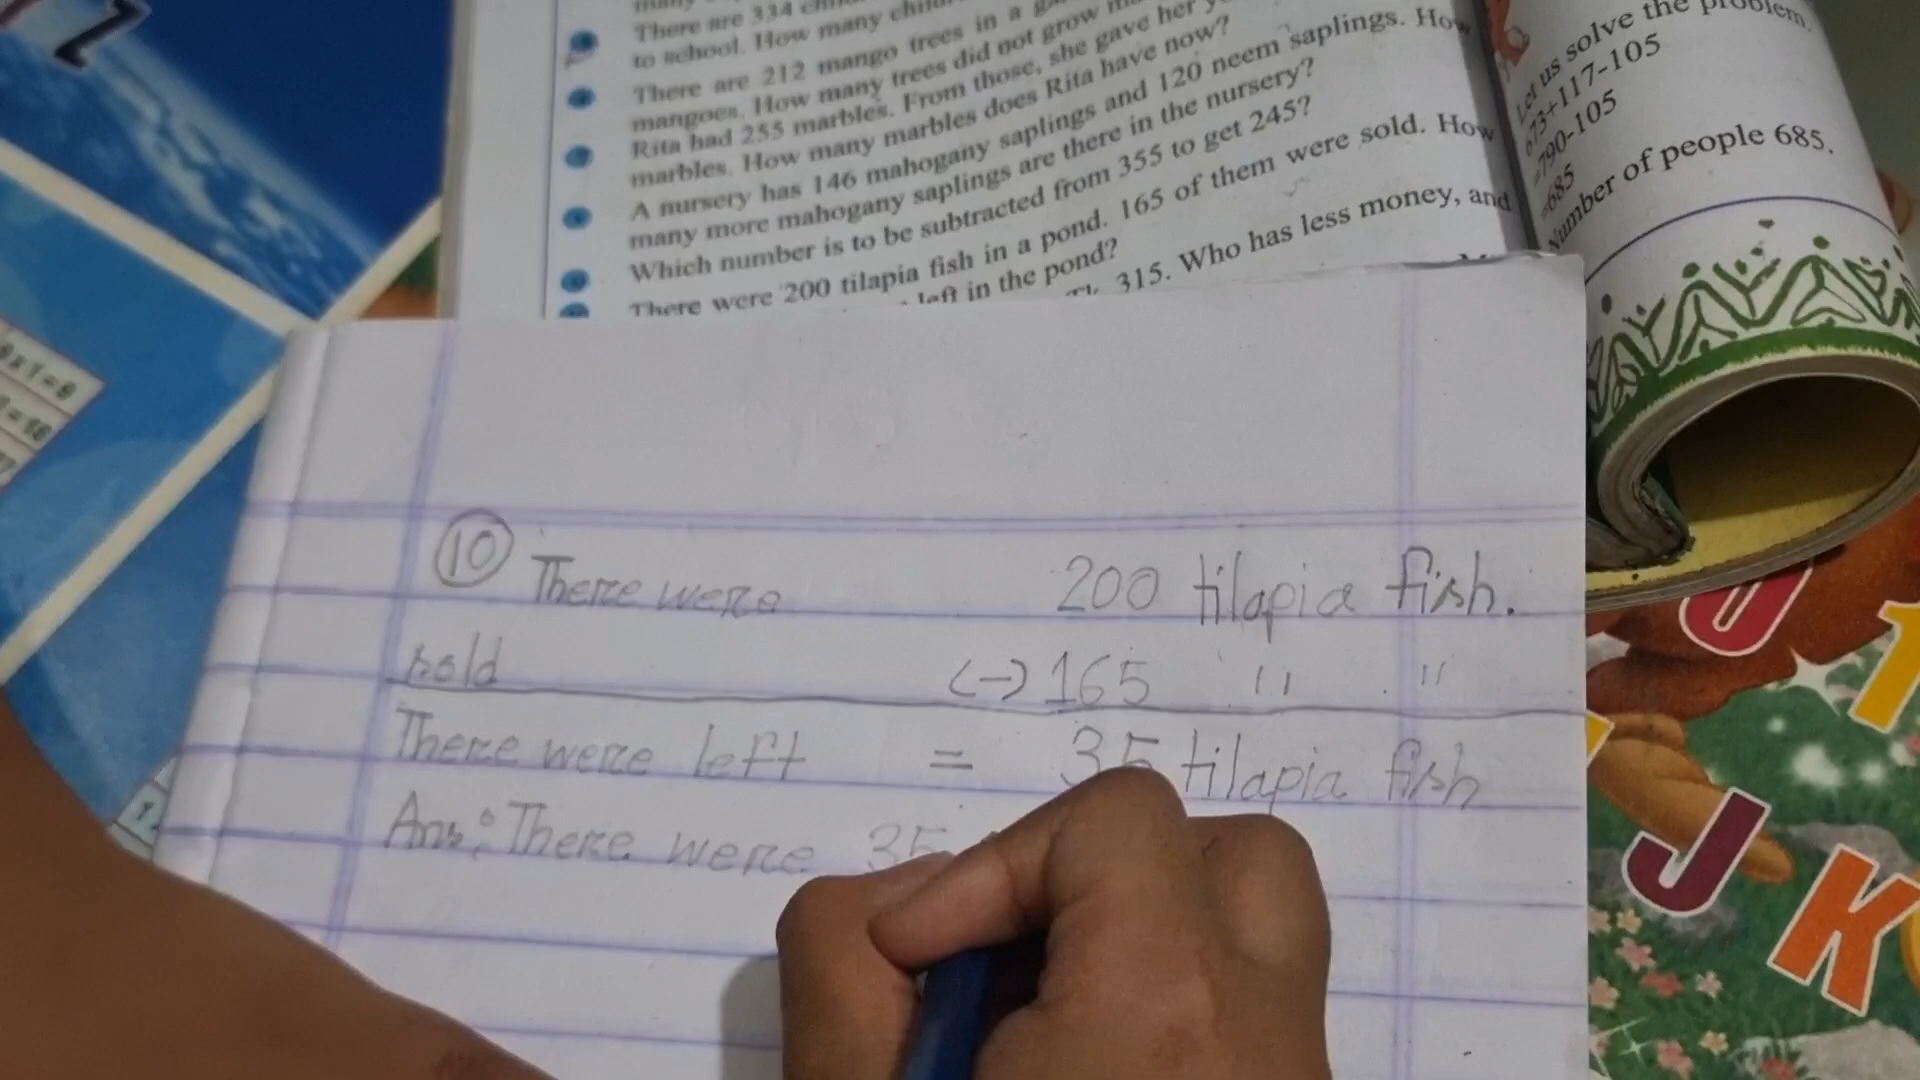 There are 334
to school. How many
There are 212 mango trees in a
mangoes. How many trees did not grow
Rita had 255 marbles. From those, she gave her
marbles. How many marbles does Rita have now?
A nursery has 146 mahogany saplings and 120 neem saplings. How
many more mahogany saplings are there in the nursery?
Which number is to be subtracted from 355 to get 245?
There were 200 tilapia fish in a pond. 165 of them were sold. How
left in the pond?
315. Who has less money, and
Let us solve the problem.
673+117-105
=790-105
=685
Number of people 685.
9x1=9
=18
10 There were 200 tilapia fish.
sold (-) 165 " "
There were left = 35 tilapia fish
Ans: There were 35
J K